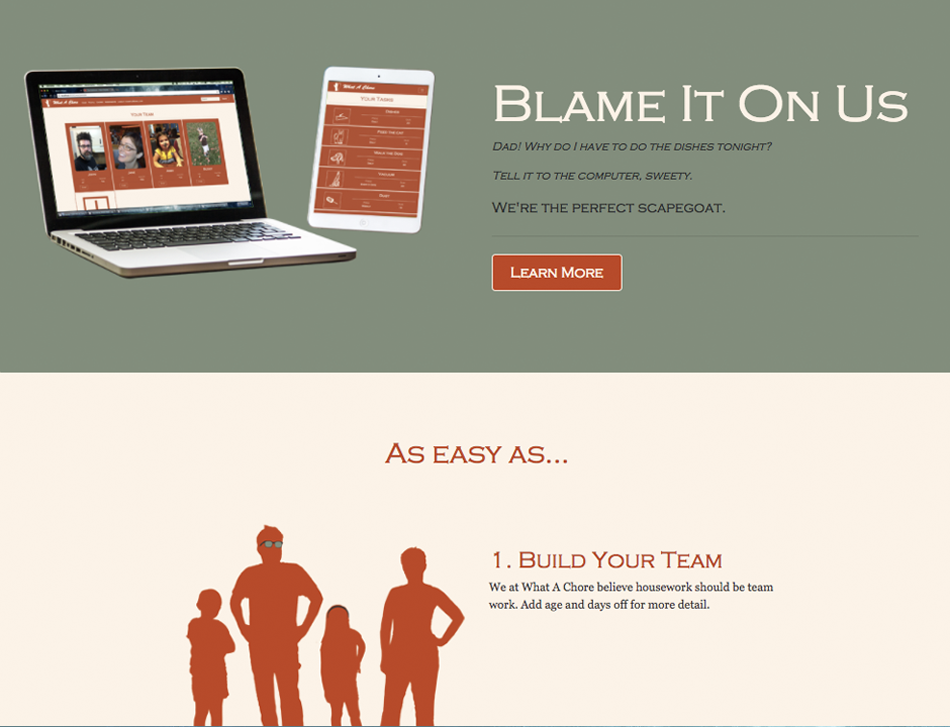 What A Chore
Your Team
What A Chore
Your Tasks
Blame It On Us
Dad! Why do I have to do the dishes tonight?
Tell it to the computer, sweety.
We're the perfect scapegoat.
Learn More
As easy as...
1. Build Your Team
We at What A Chore believe housework should be team
work. Add age and days off for more detail.